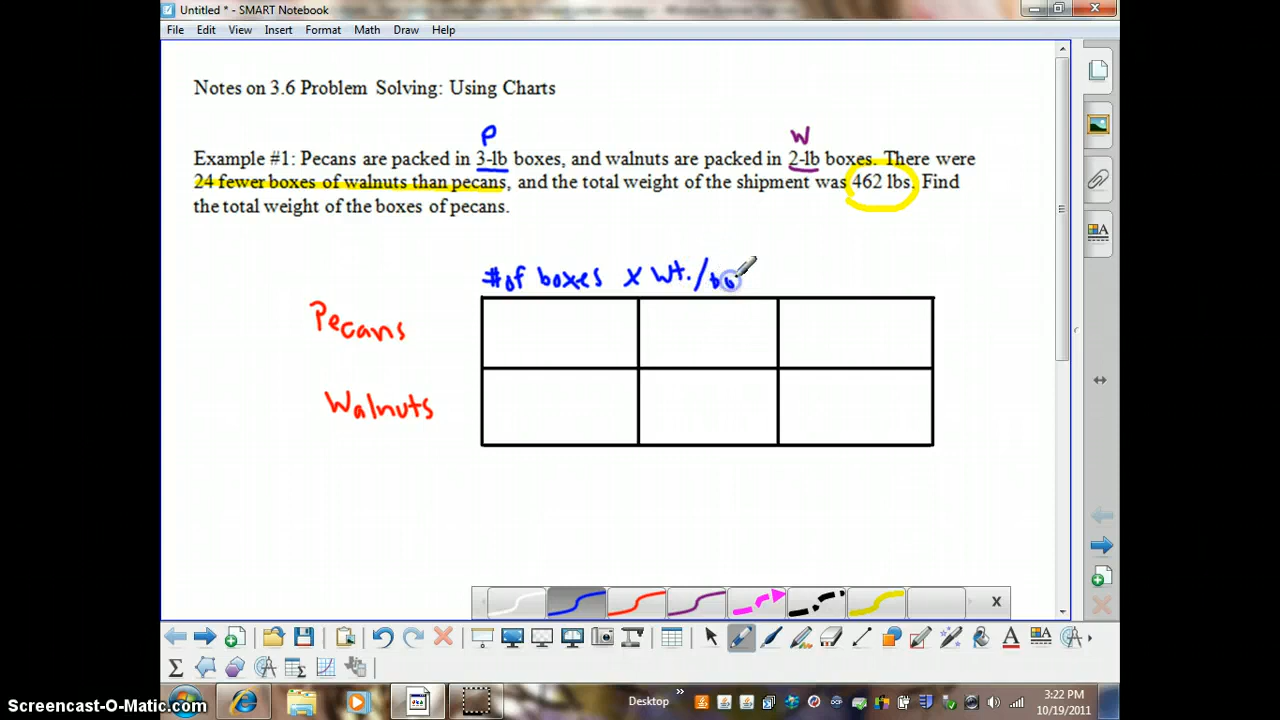 Untitled * - SMART Notebook
File Edit View Insert Format Math Draw Help
Notes on 3.6 Problem Solving: Using Charts
P W
Example #1: Pecans are packed in 3-lb boxes, and walnuts are packed in 2-lb boxes. There were
24 fewer boxes of walnuts than pecans, and the total weight of the shipment was 462 lbs. Find
the total weight of the boxes of pecans.
# of boxes x wt. / bo
Pecans
Walnuts
x
Desktop
3:22 PM
10/19/2011
Screencast-O-Matic.com